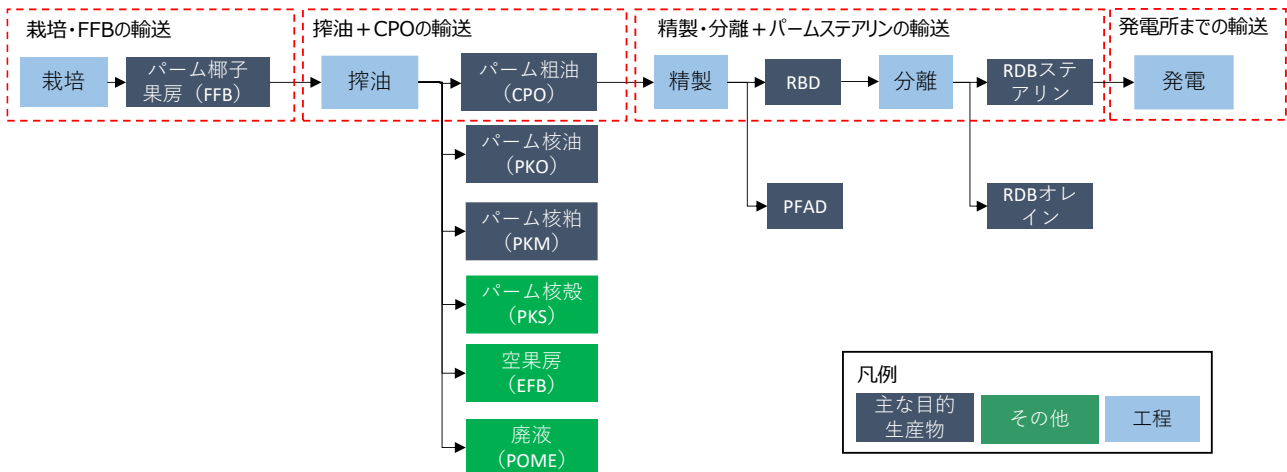 栽培・FFBの輸送
搾油+CPOの輸送
精製・分離+パームステアリンの輸送
発電所までの輸送
栽培
パーム椰子
果房（FFB）
搾油
パーム粗油
（CPO）
精製
RBD
分離
RDBステ
アリン
発電
パーム核油
（PKO）
パーム核粕
（PKM）
PFAD
RDBオレ
イン
パーム核殻
（PKS）
空果房
（EFB）
廃液
（POME）
凡例
主な目的
生産物
その他
工程